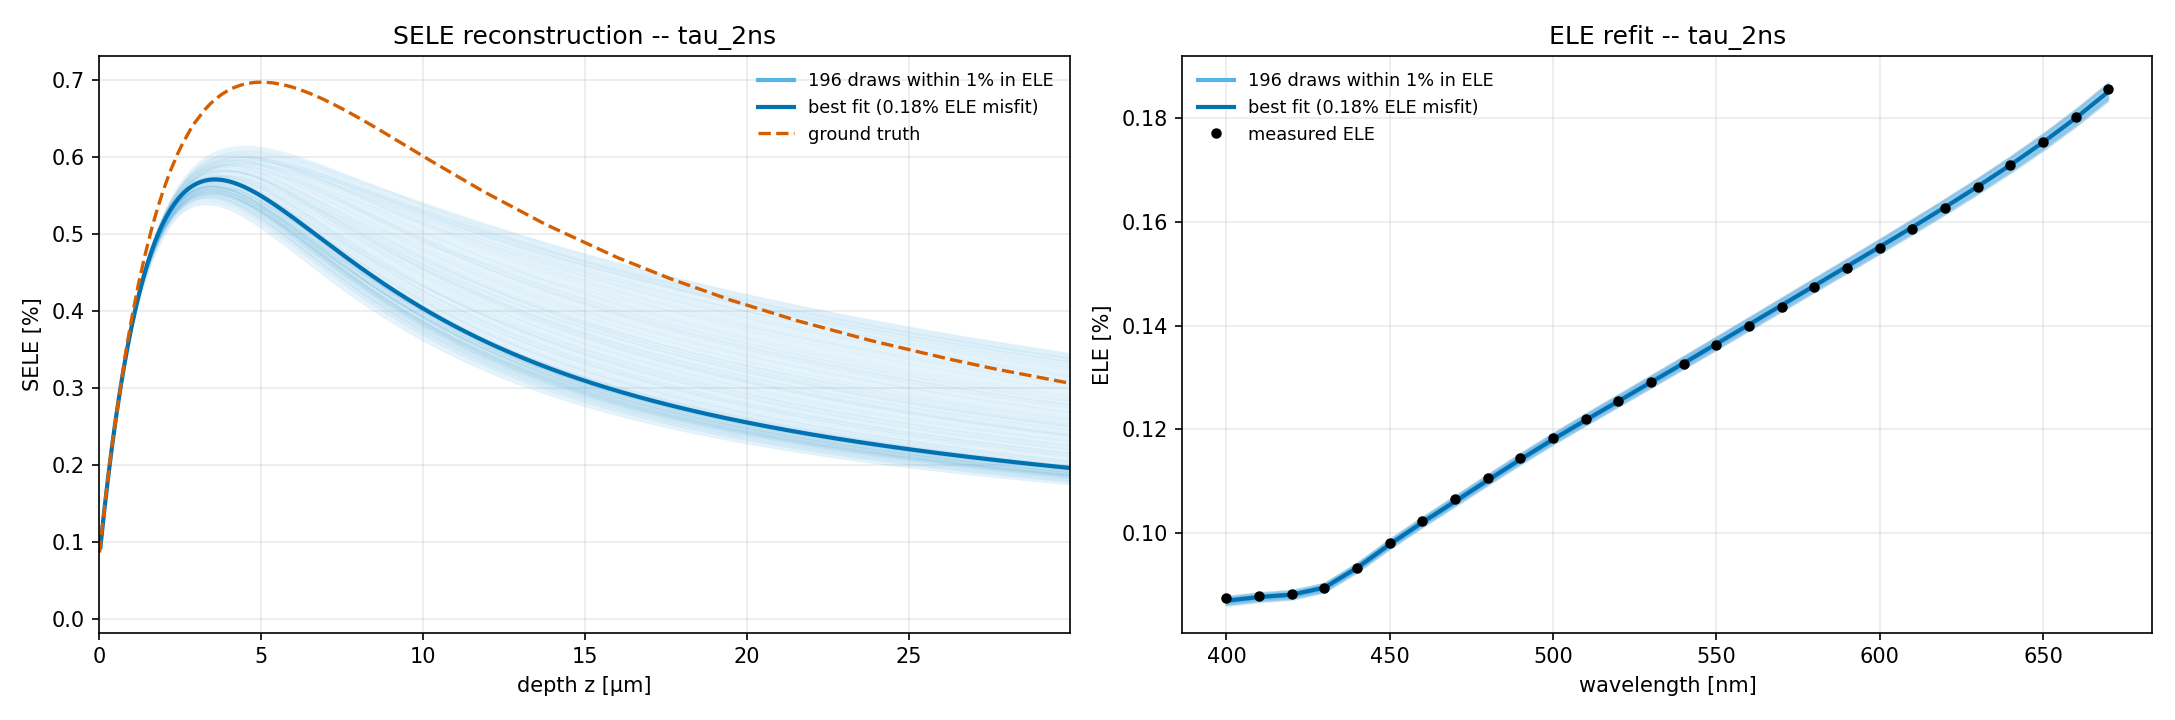 SELE reconstruction -- tau_2ns
196 draws within 1% in ELE
best fit (0.18% ELE misfit)
ground truth
SELE [%]
0.7
0.6
0.5
0.4
0.3
0.2
0.1
0.0
0 5 10 15 20 25
depth z [μm]
ELE refit -- tau_2ns
196 draws within 1% in ELE
best fit (0.18% ELE misfit)
measured ELE
ELE [%]
0.18
0.16
0.14
0.12
0.10
400 450 500 550 600 650
wavelength [nm]